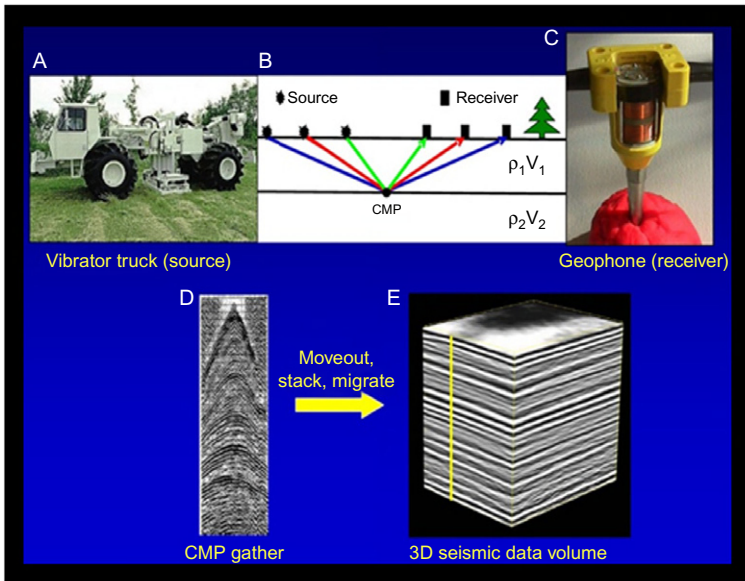 A
B
C
Source
Receiver
ρ₁V₁
CMP
ρ₂V₂
Vibrator truck (source)
Geophone (receiver)
D
E
Moveout,
stack, migrate
CMP gather
3D seismic data volume